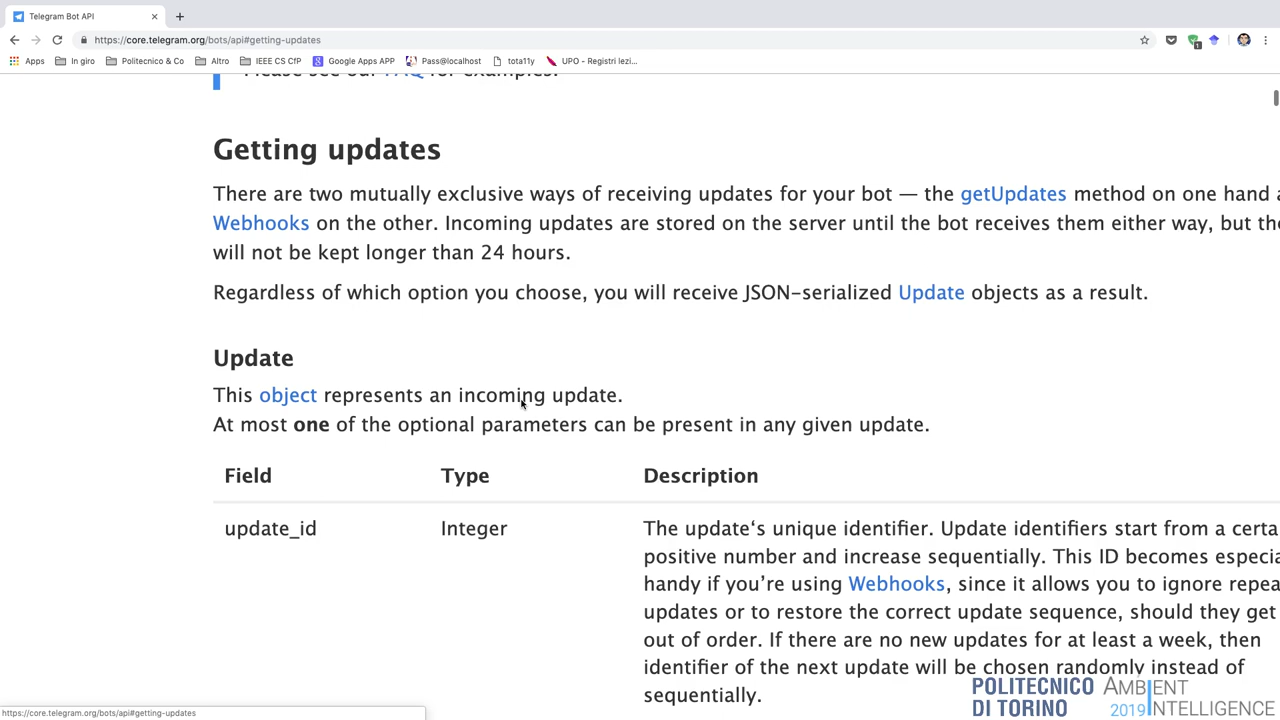 Telegram Bot API
https://core.telegram.org/bots/api#getting-updates
Apps In giro Politecnico & Co Altro IEEE CS CfP Google Apps APP Pass@localhost tota11y UPO - Registri lezi...
Please see our FAQ for examples.
Getting updates
There are two mutually exclusive ways of receiving updates for your bot — the getUpdates method on one hand a
Webhooks on the other. Incoming updates are stored on the server until the bot receives them either way, but the
will not be kept longer than 24 hours.
Regardless of which option you choose, you will receive JSON-serialized Update objects as a result.
Update
This object represents an incoming update.
At most one of the optional parameters can be present in any given update.
Field Type Description
update_id Integer The update‘s unique identifier. Update identifiers start from a certa
positive number and increase sequentially. This ID becomes especia
handy if you’re using Webhooks, since it allows you to ignore repea
updates or to restore the correct update sequence, should they get
out of order. If there are no new updates for at least a week, then
identifier of the next update will be chosen randomly instead of
sequentially.
https://core.telegram.org/bots/api#getting-updates
POLITECNICO
DI TORINO
AMBIENT
2019 INTELLIGENCE